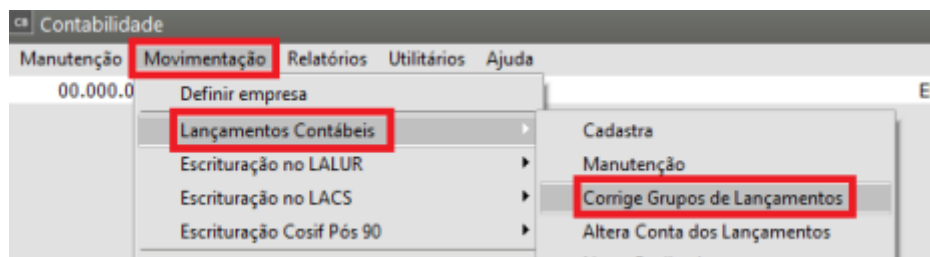 CB Contabilidade
Manutenção Movimentação Relatórios Utilitários Ajuda
00.000.0
E
Definir empresa
Lançamentos Contábeis
Cadastra
Escrituração no LALUR
Manutenção
Escrituração no LACS
Corrige Grupos de Lançamentos
Escrituração Cosif Pós 90
Altera Conta dos Lançamentos